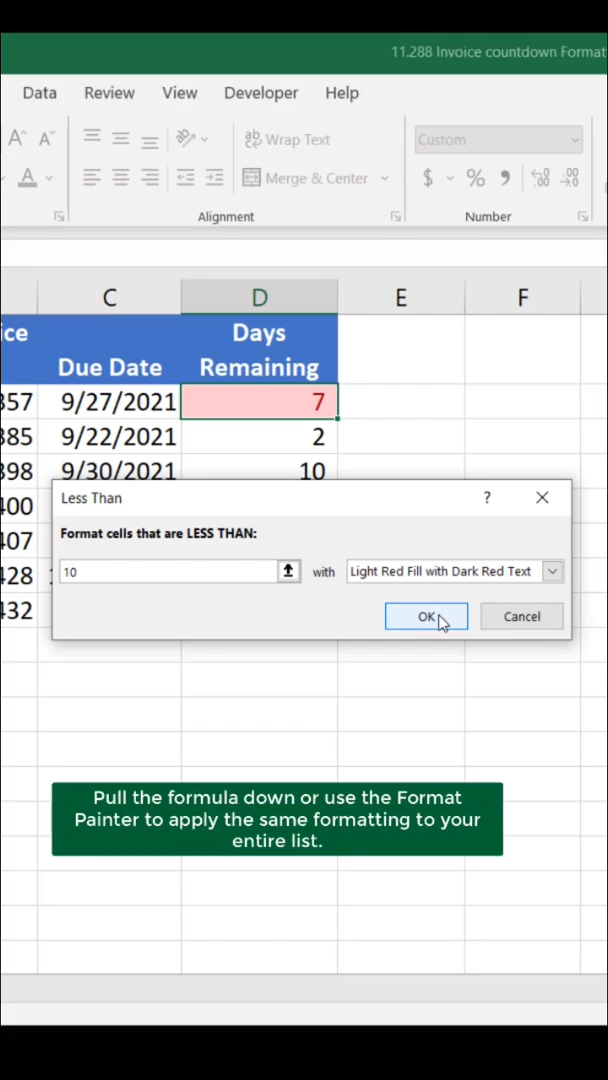 11.288 Invoice countdown Format
Data Review View Developer Help
A^ Aˇ ab Wrap Text Custom
A Merge & Center $ % , .00 .00
Alignment Number
C D E F
ice Due Date Days
Remaining
357 9/27/2021 7
385 9/22/2021 2
398 9/30/2021 10
400
407
428
432
Less Than ?
Format cells that are LESS THAN:
10 with Light Red Fill with Dark Red Text
OK Cancel
Pull the formula down or use the Format
Painter to apply the same formatting to your
entire list.